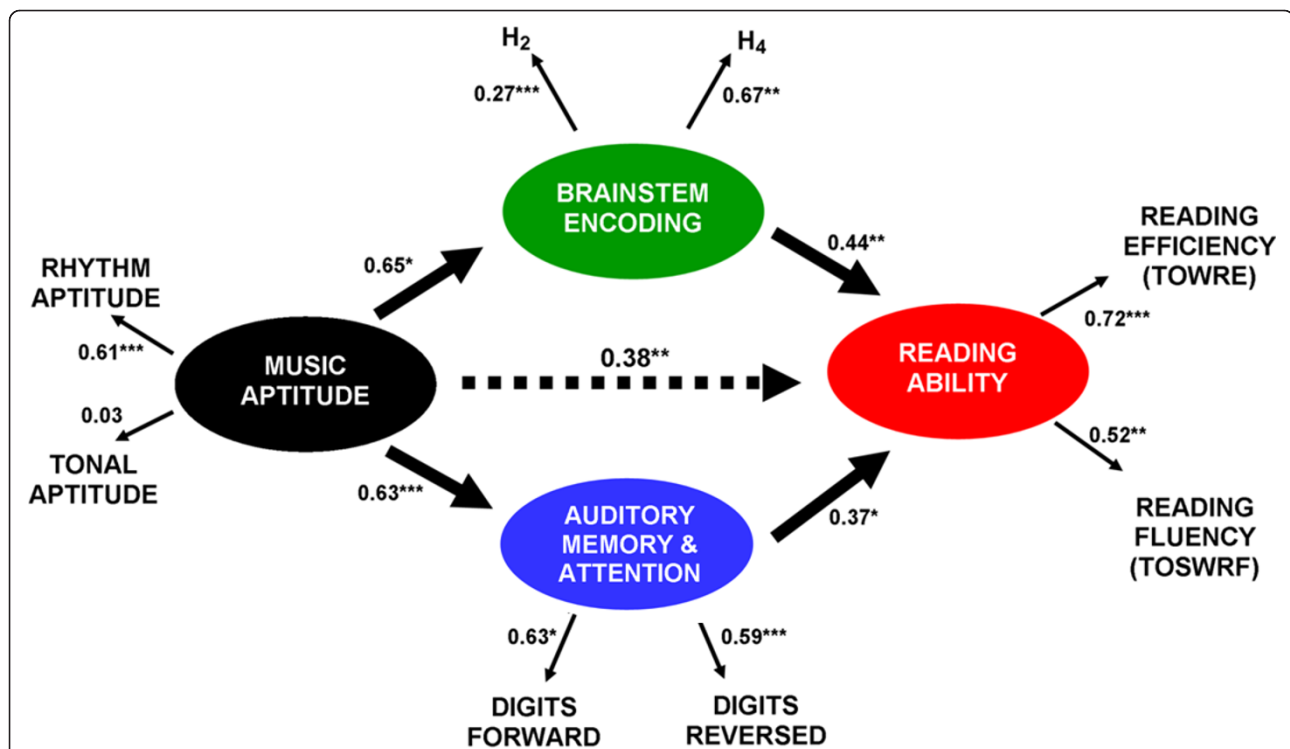 H₂
H₄
0.27***
0.67**
BRAINSTEM
ENCODING
READING
EFFICIENCY
(TOWRE)
0.44**
0.65*
RHYTHM
APTITUDE
0.72***
0.61***
MUSIC
APTITUDE
0.38**
READING
ABILITY
0.03
TONAL
APTITUDE
0.52**
0.63***
AUDITORY
MEMORY &
ATTENTION
0.37*
READING
FLUENCY
(TOSWRF)
0.63*
0.59***
DIGITS
FORWARD
DIGITS
REVERSED